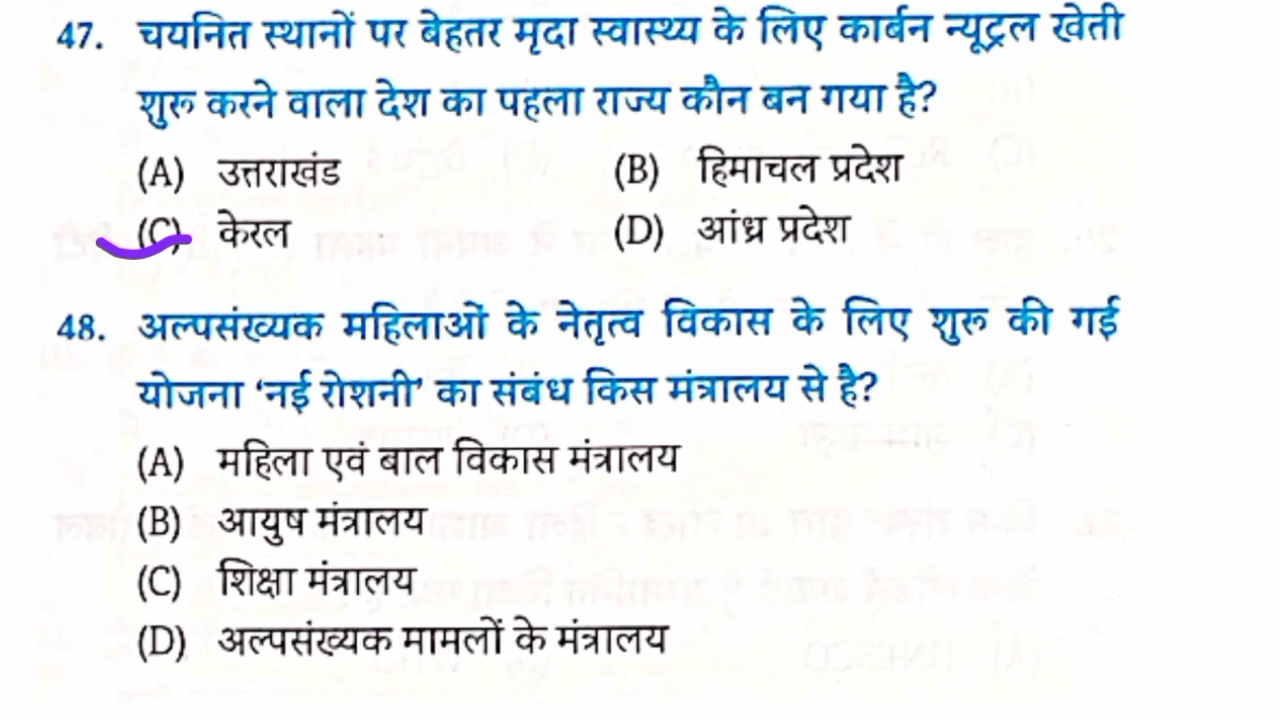 47. चयनित स्थानों पर बेहतर मृदा स्वास्थ्य के लिए कार्बन न्यूट्रल खेती
शुरू करने वाला देश का पहला राज्य कौन बन गया है?
(A) उत्तराखंड (B) हिमाचल प्रदेश
(C) केरल (D) आंध्र प्रदेश
48. अल्पसंख्यक महिलाओं के नेतृत्व विकास के लिए शुरू की गई
योजना ‘नई रोशनी’ का संबंध किस मंत्रालय से है?
(A) महिला एवं बाल विकास मंत्रालय
(B) आयुष मंत्रालय
(C) शिक्षा मंत्रालय
(D) अल्पसंख्यक मामलों के मंत्रालय